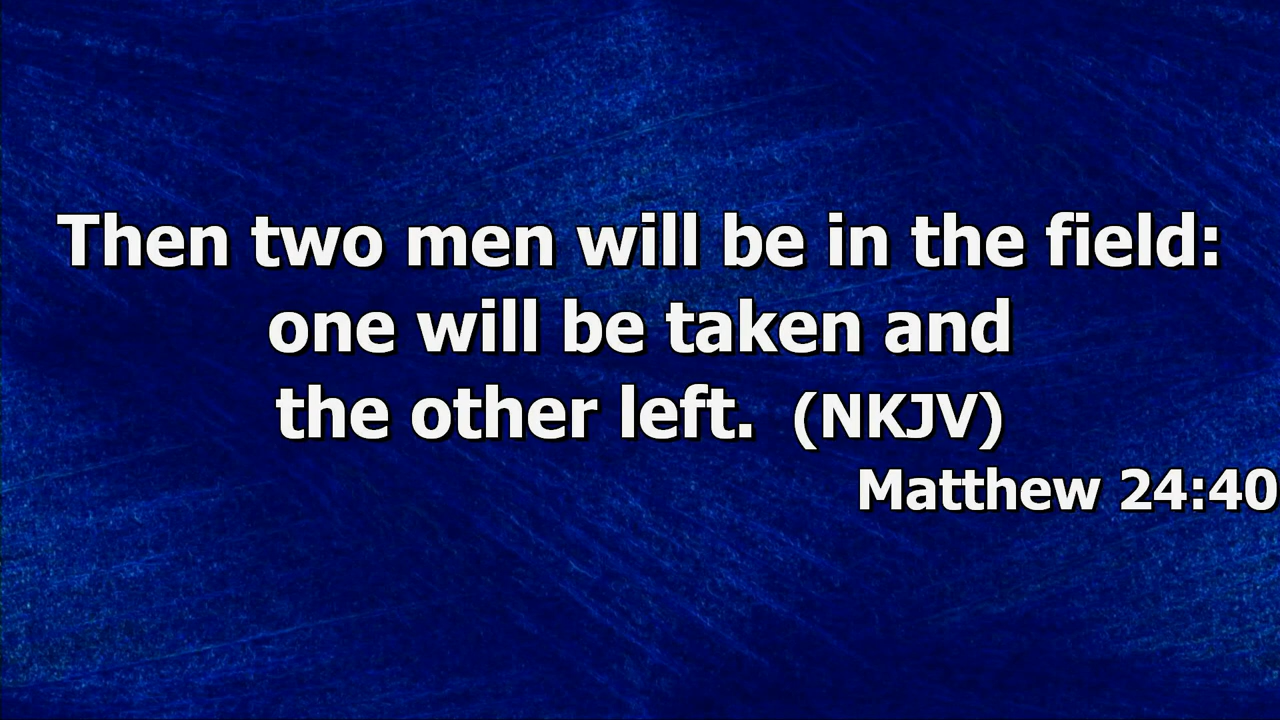 Then two men will be in the field:
one will be taken and
the other left. (NKJV)
Matthew 24:40